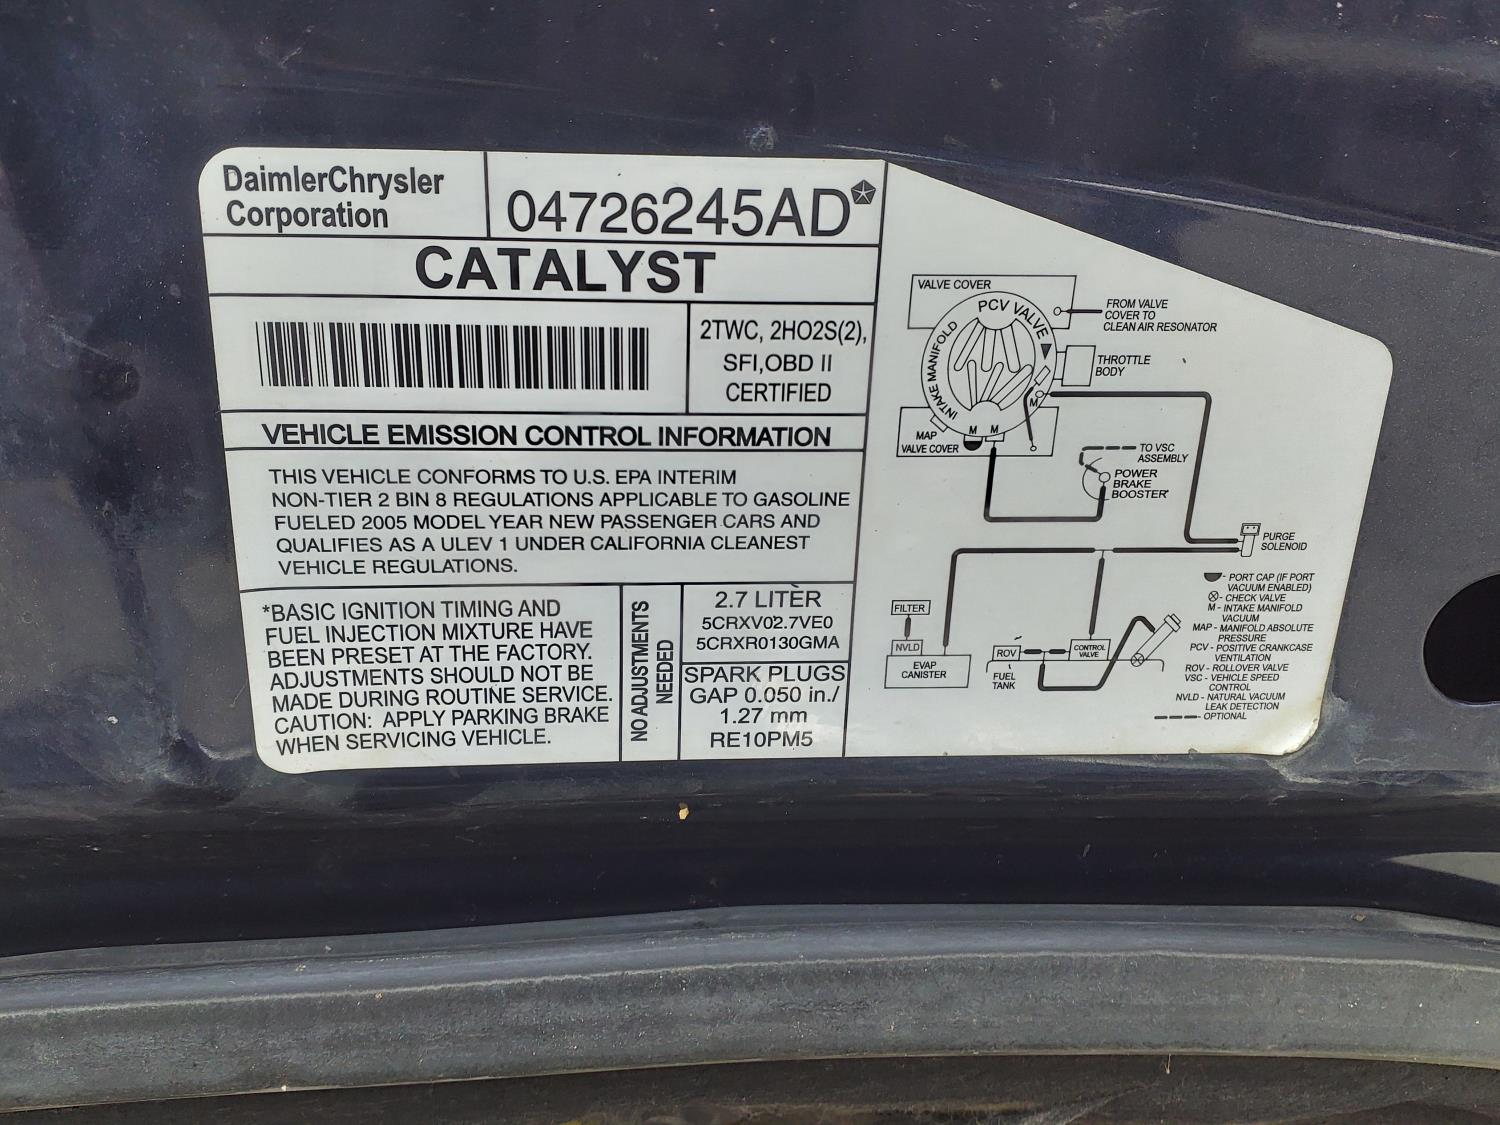 DaimlerChrysler
Corporation
04726245AD
CATALYST
2TWC, 2HO2S(2),
SFI,OBD II
CERTIFIED
VEHICLE EMISSION CONTROL INFORMATION
THIS VEHICLE CONFORMS TO U.S. EPA INTERIM
NON-TIER 2 BIN 8 REGULATIONS APPLICABLE TO GASOLINE
FUELED 2005 MODEL YEAR NEW PASSENGER CARS AND
QUALIFIES AS A ULEV 1 UNDER CALIFORNIA CLEANEST
VEHICLE REGULATIONS.
*BASIC IGNITION TIMING AND
FUEL INJECTION MIXTURE HAVE
BEEN PRESET AT THE FACTORY.
ADJUSTMENTS SHOULD NOT BE
MADE DURING ROUTINE SERVICE.
CAUTION: APPLY PARKING BRAKE
WHEN SERVICING VEHICLE.
NO ADJUSTMENTS
NEEDED
2.7 LITER
5CRXV02.7VE0
5CRXR0130GMA
SPARK PLUGS
GAP 0.050 in./
1.27 mm
RE10PM5
VALVE COVER
PCV VALVE
INTAKE MANIFOLD
FROM VALVE
COVER TO
CLEAN AIR RESONATOR
THROTTLE
BODY
M
M
M
MAP
VALVE COVER
TO VSC
ASSEMBLY
POWER
BRAKE
BOOSTER
PURGE
SOLENOID
FILTER
NVLD
EVAP
CANISTER
ROV
FUEL
TANK
CONTROL
VALVE
- PORT CAP (IF PORT
VACUUM ENABLED)
- CHECK VALVE
M - INTAKE MANIFOLD
VACUUM
MAP - MANIFOLD ABSOLUTE
PRESSURE
PCV - POSITIVE CRANKCASE
VENTILATION
ROV - ROLLOVER VALVE
VSC - VEHICLE SPEED
CONTROL
NVLD - NATURAL VACUUM
LEAK DETECTION
- OPTIONAL